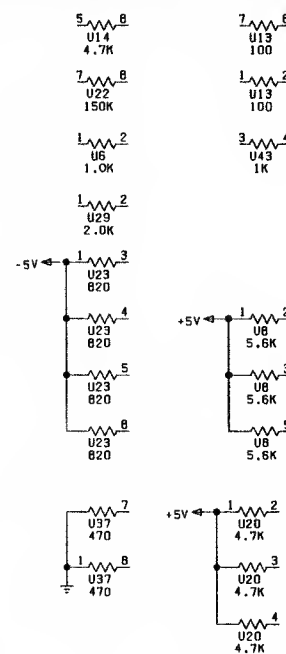 5 6
U14
4.7K
7 8
U22
150K
1 2
U6
1.0K
1 2
U29
2.0K
-5V 1 3
U23
820
4
U23
820
5
U23
820
U23
820
7
U37
470
1 8
U37
470
7
U13
100
1 2
U13
100
3 4
U43
1K
+5V 1 2
U8
5.6K
3
U8
5.6K
5
U8
5.6K
+5V 1 2
U20
4.7K
3
U20
4.7K
4
U20
4.7K